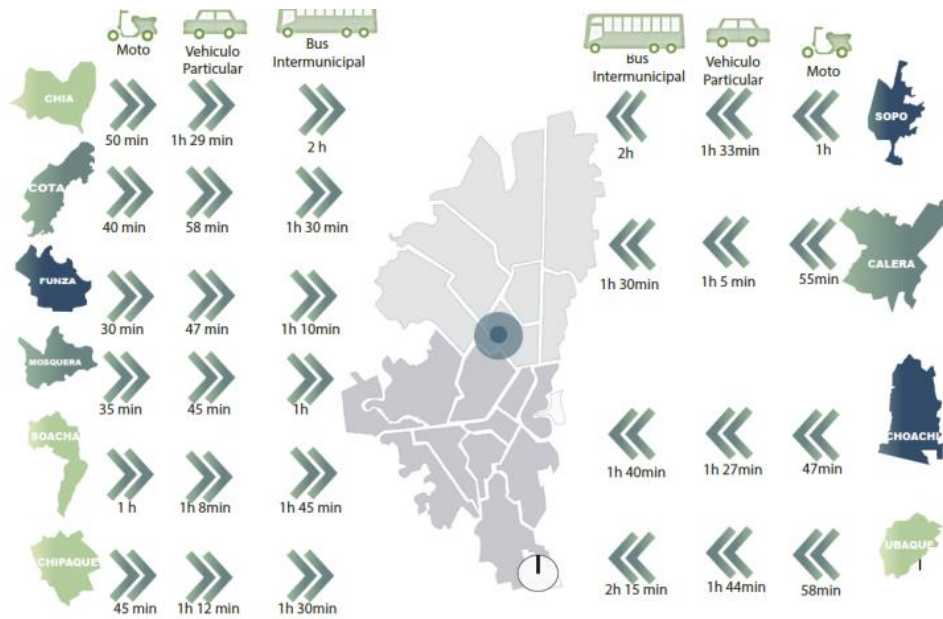 Moto
Vehiculo
Particular
Bus
Intermunicipal
Bus
Intermunicipal
Vehiculo
Particular
Moto
CHIA
50 min
1h 29 min
2 h
2h
1h 33min
1h
SOPO
COTA
40 min
58 min
1h 30 min
1h 30min
1h 5 min
55min
CALERA
FUNZA
30 min
47 min
1h 10min
MOSQUERA
35 min
45 min
1h
SOACHA
1 h
1h 8min
1h 45 min
1h 40min
1h 27min
47min
CHOACHI
CHIPAQUE
45 min
1h 12 min
1h 30min
2h 15 min
1h 44min
58min
UBAQUE